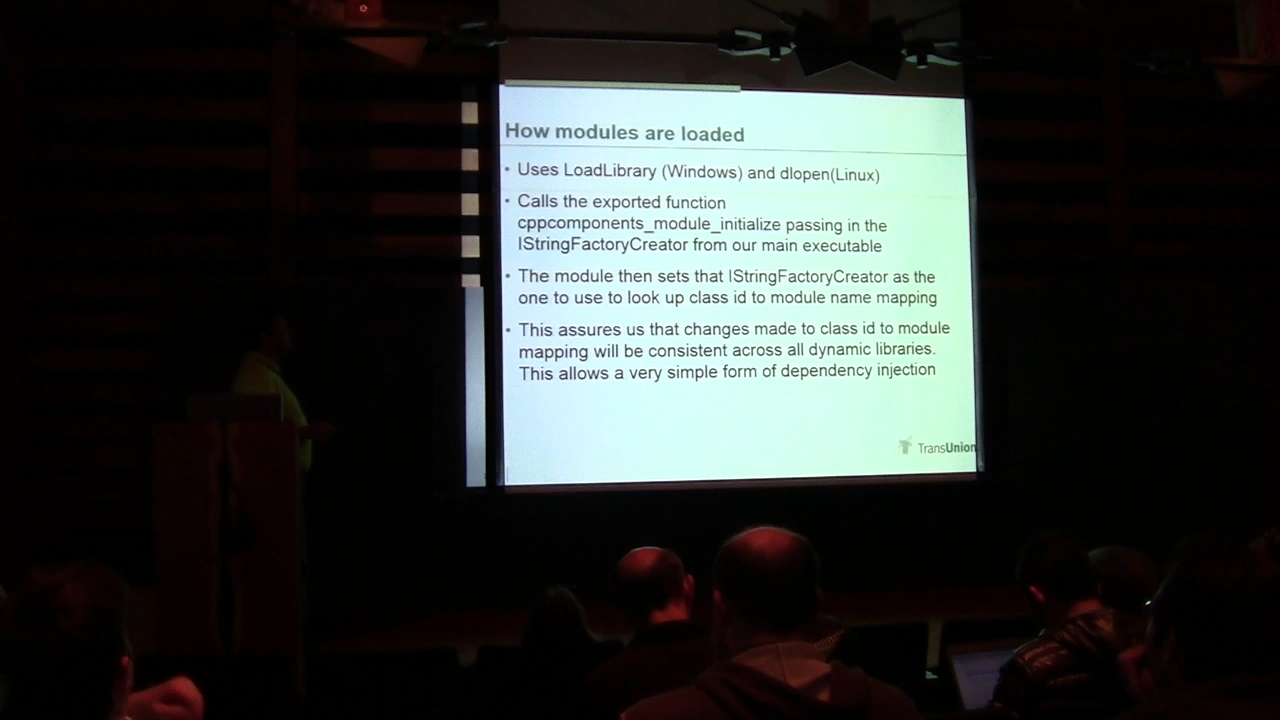 How modules are loaded
• Uses LoadLibrary (Windows) and dlopen(Linux)
• Calls the exported function
cppcomponents_module_initialize passing in the
IStringFactoryCreator from our main executable
• The module then sets that IStringFactoryCreator as the
one to use to look up class id to module name mapping
• This assures us that changes made to class id to module
mapping will be consistent across all dynamic libraries.
This allows a very simple form of dependency injection
TransUnion